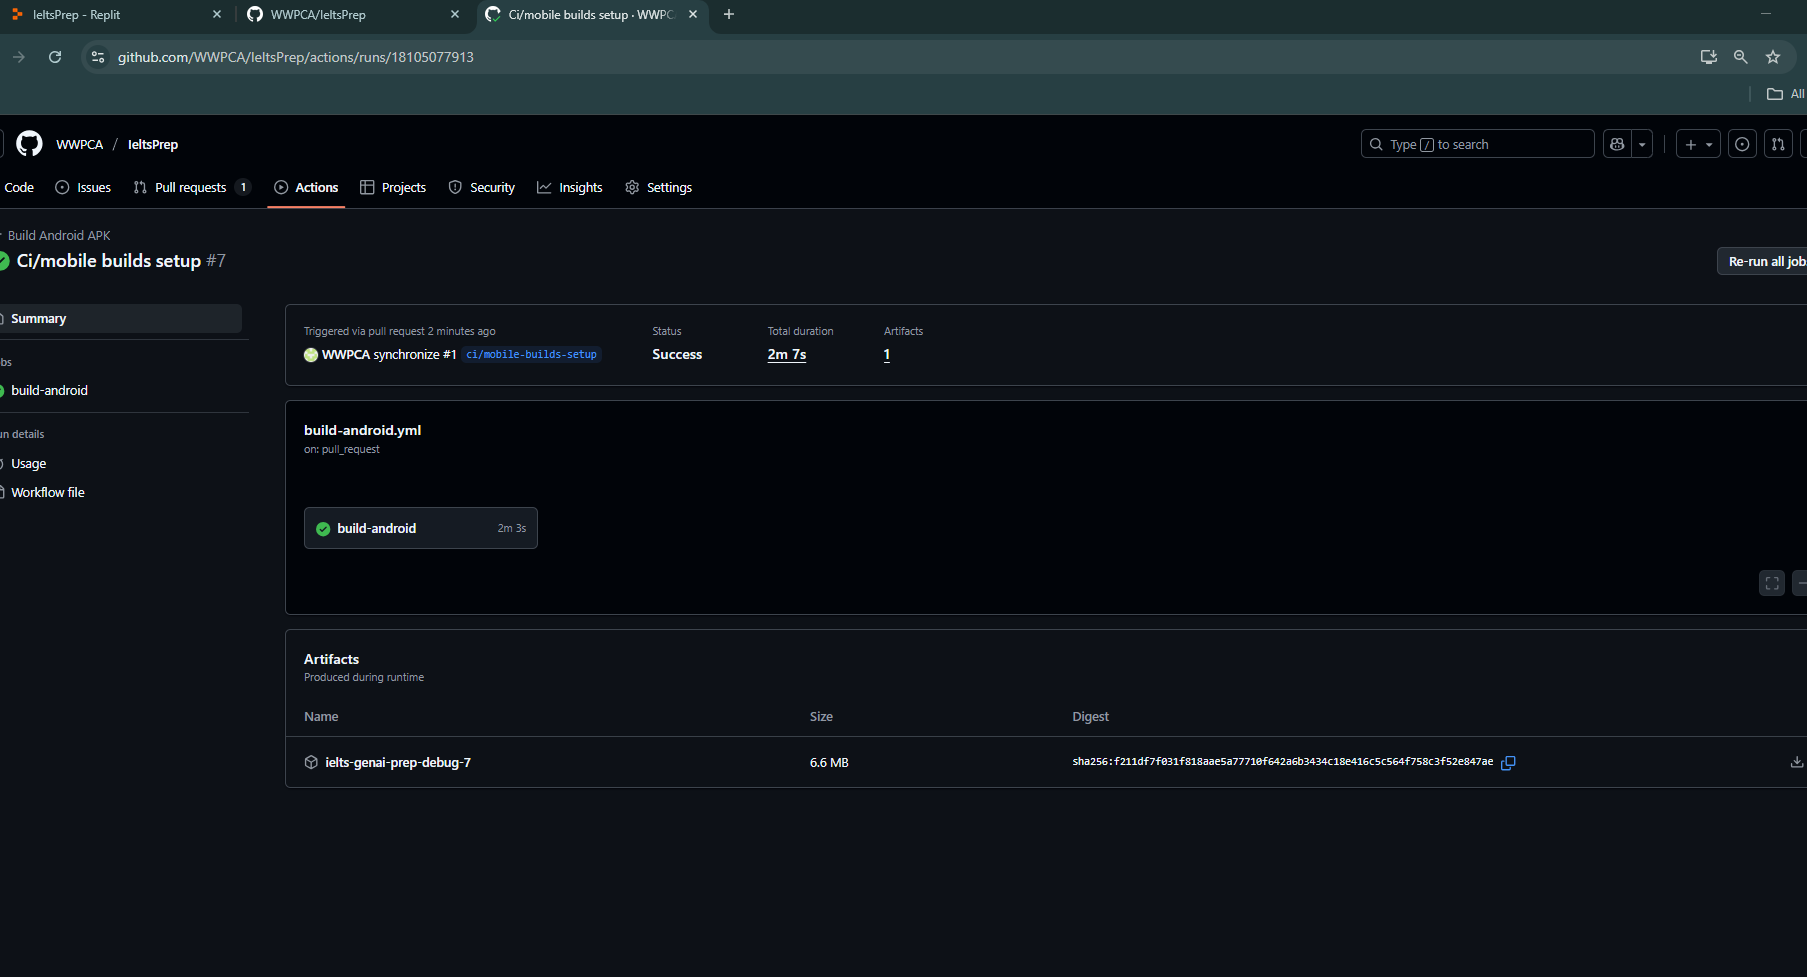 IeltsPrep - Replit
WWPCA/IeltsPrep
Ci/mobile builds setup · WWPC
github.com/WWPCA/IeltsPrep/actions/runs/18105077913
All
WWPCA / IeltsPrep
Type / to search
Code
Issues
Pull requests 1
Actions
Projects
Security
Insights
Settings
Build Android APK
Ci/mobile builds setup #7
Re-run all job
Summary
bs
build-android
un details
Usage
Workflow file
Triggered via pull request 2 minutes ago
WWPCA synchronize #1 ci/mobile-builds-setup
Status
Success
Total duration
2m 7s
Artifacts
1
build-android.yml
on: pull_request
build-android 2m 3s
Artifacts
Produced during runtime
Name Size Digest
ielts-genai-prep-debug-7 6.6 MB sha256:f211df7f031f818aae5a77710f642a6b3434c18e416c5c564f758c3f52e847ae